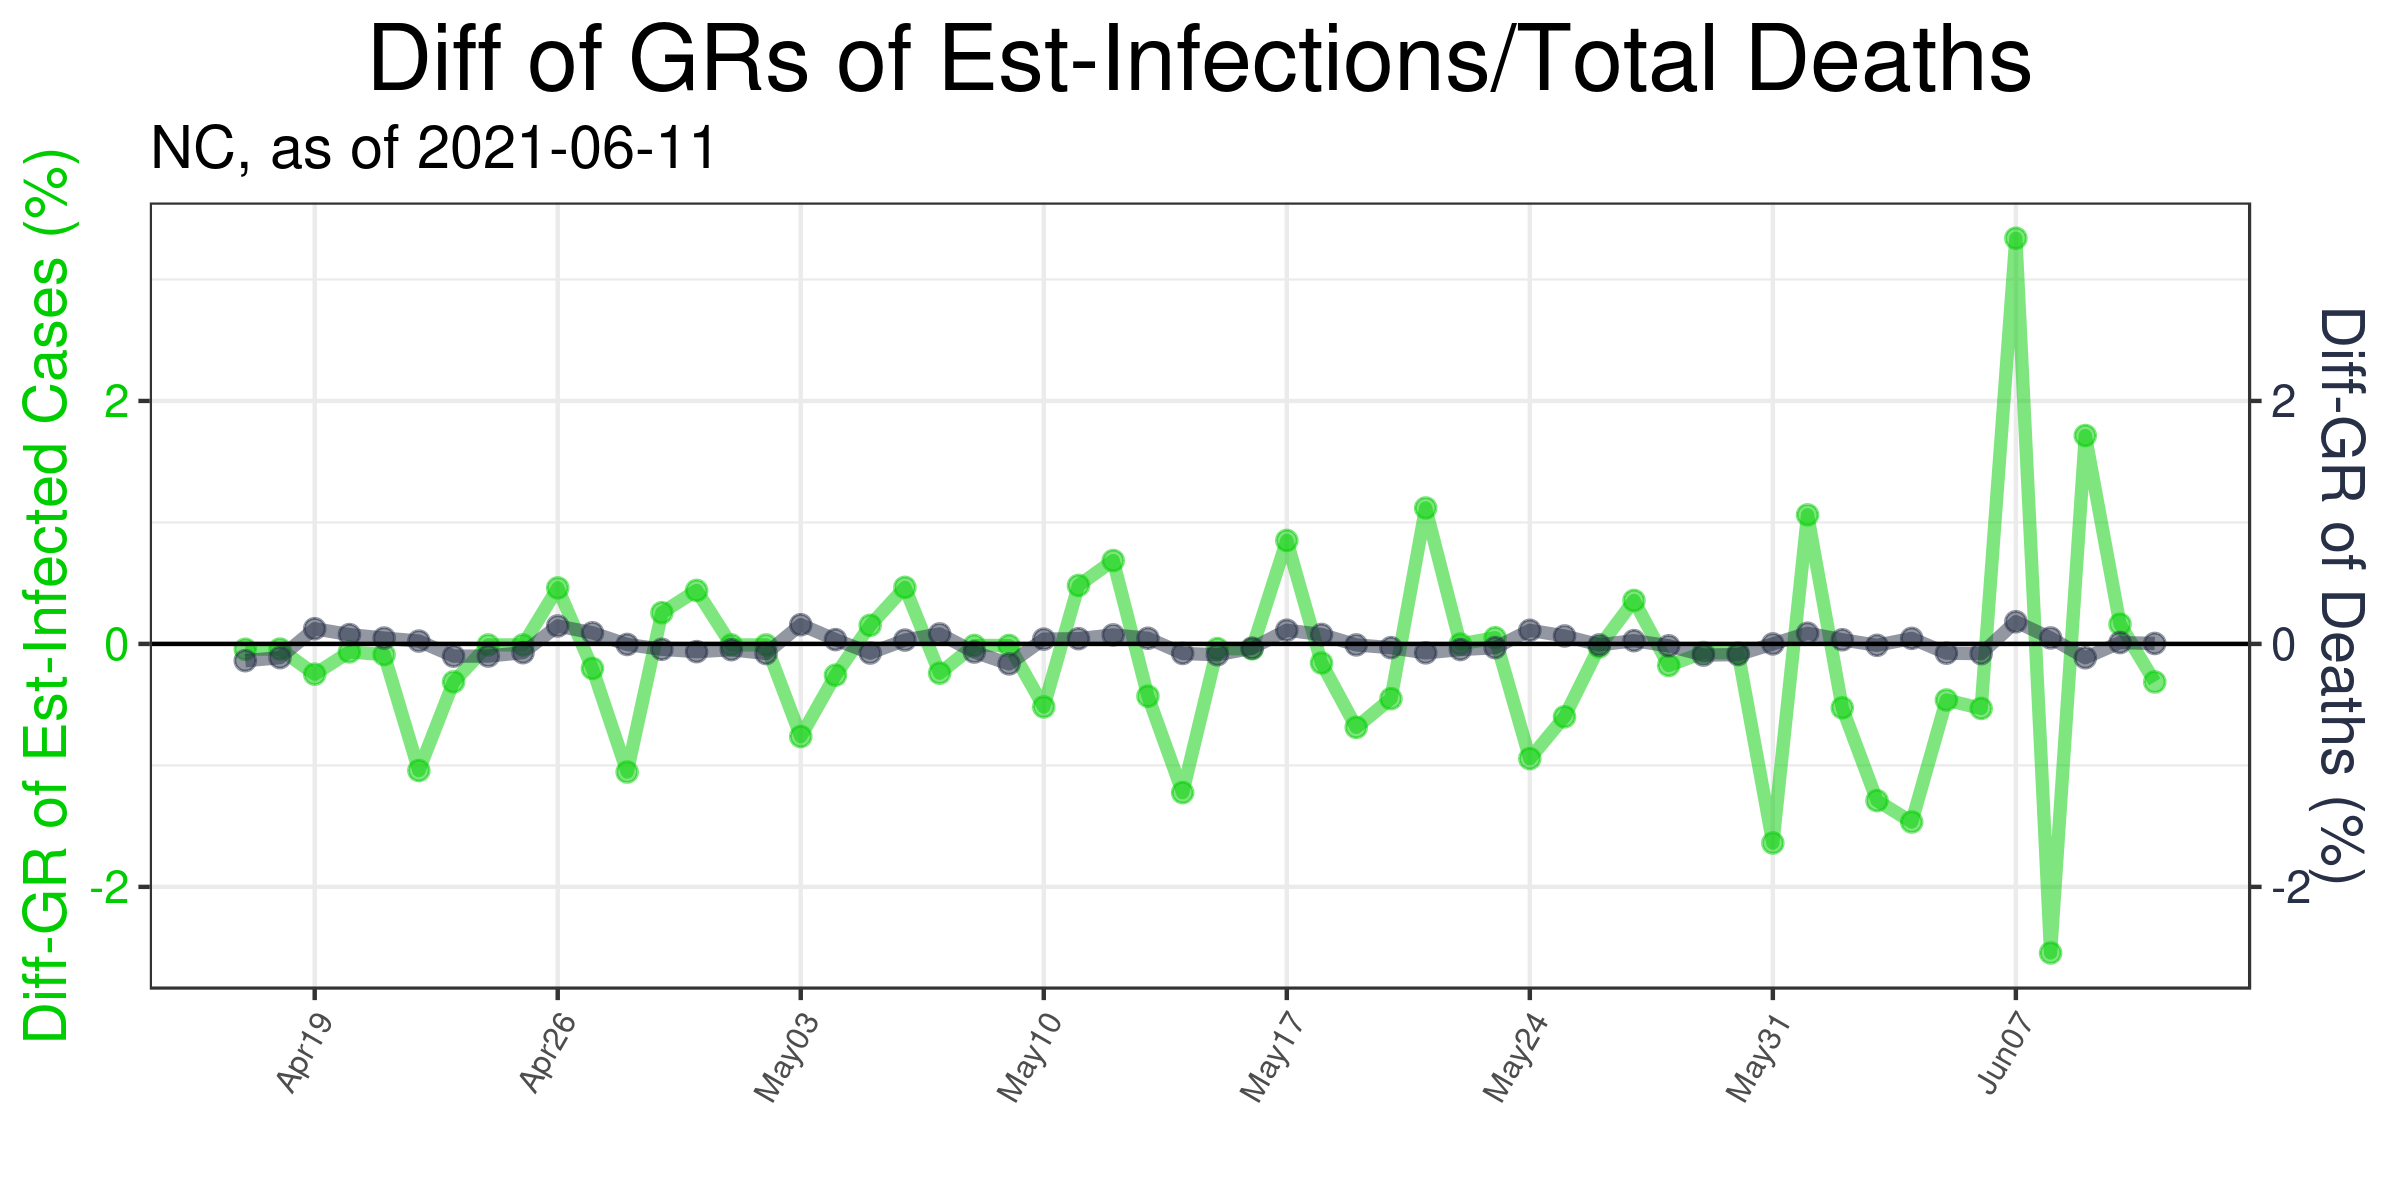 Diff of GRs of Est-Infections/Total Deaths
NC, as of 2021-06-11
Diff-GR of Est-Infected Cases (%)
2
0
-2
2
0
-2
Diff-GR of Deaths (%)
Apr19
Apr26
May03
May10
May17
May24
May31
Jun07